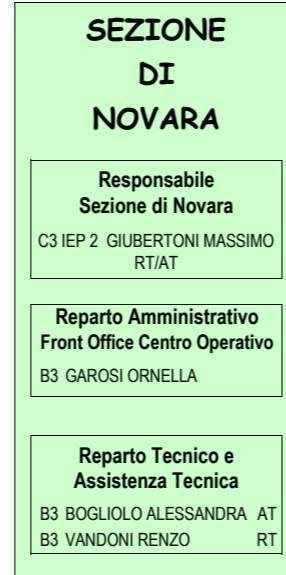 SEZIONE
DI
NOVARA
Responsabile
Sezione di Novara
C3 IEP 2 GIUBERTONI MASSIMO
RT/AT
Reparto Amministrativo
Front Office Centro Operativo
B3 GAROSI ORNELLA
Reparto Tecnico e
Assistenza Tecnica
B3 BOGLIOLO ALESSANDRA AT
B3 VANDONI RENZO RT